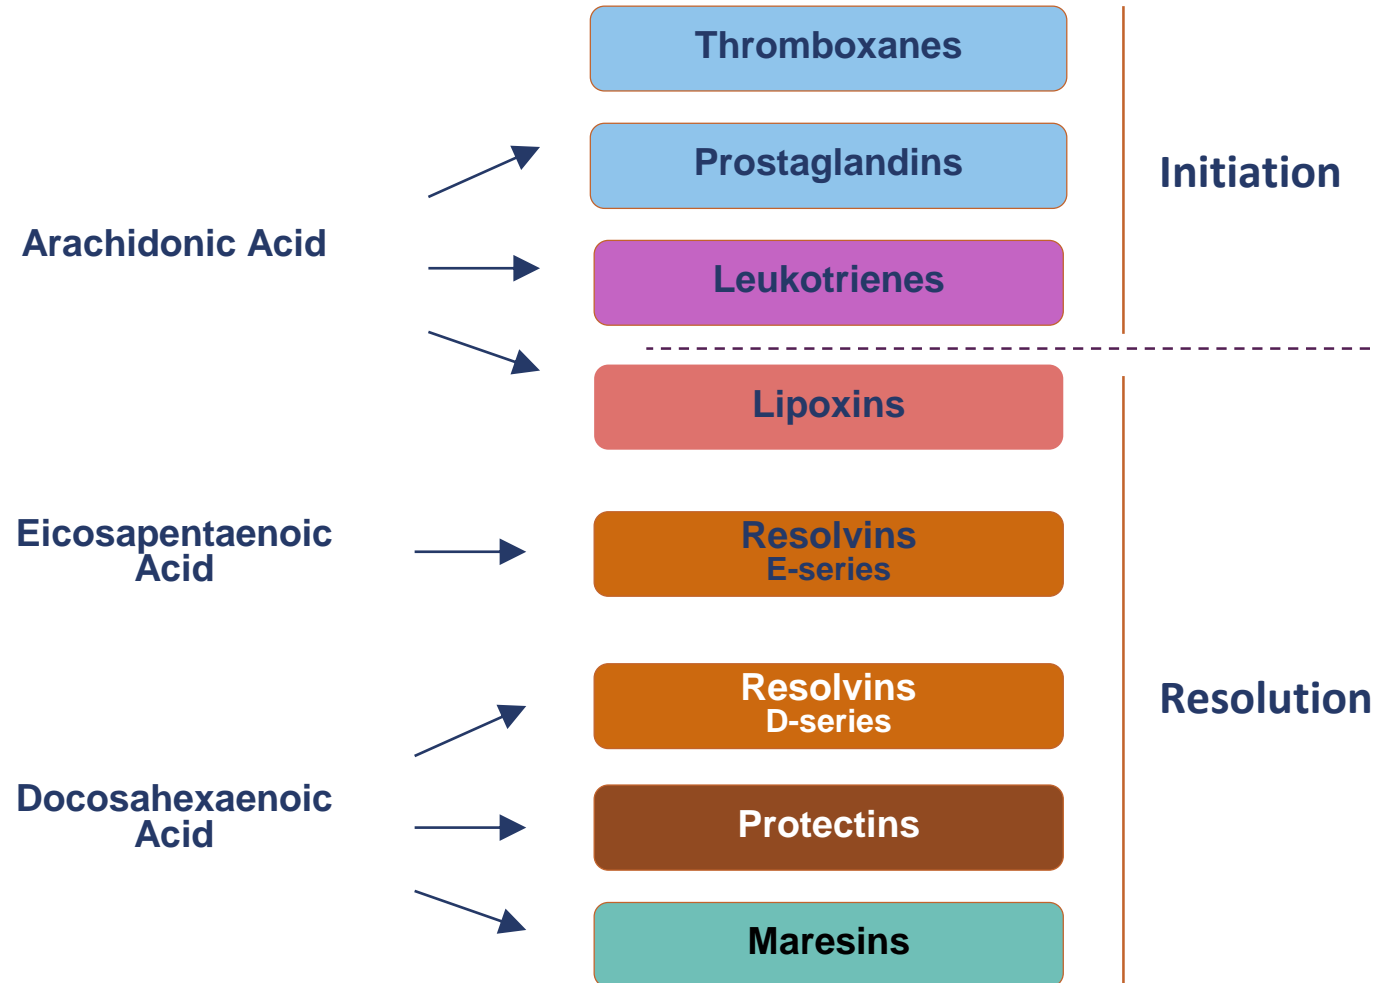 Thromboxanes
Prostaglandins
Initiation
Arachidonic Acid
Leukotrienes
Lipoxins
Eicosapentaenoic
Acid
Resolvins
E-series
Resolvins
D-series
Resolution
Docosahexaenoic
Acid
Protectins
Maresins